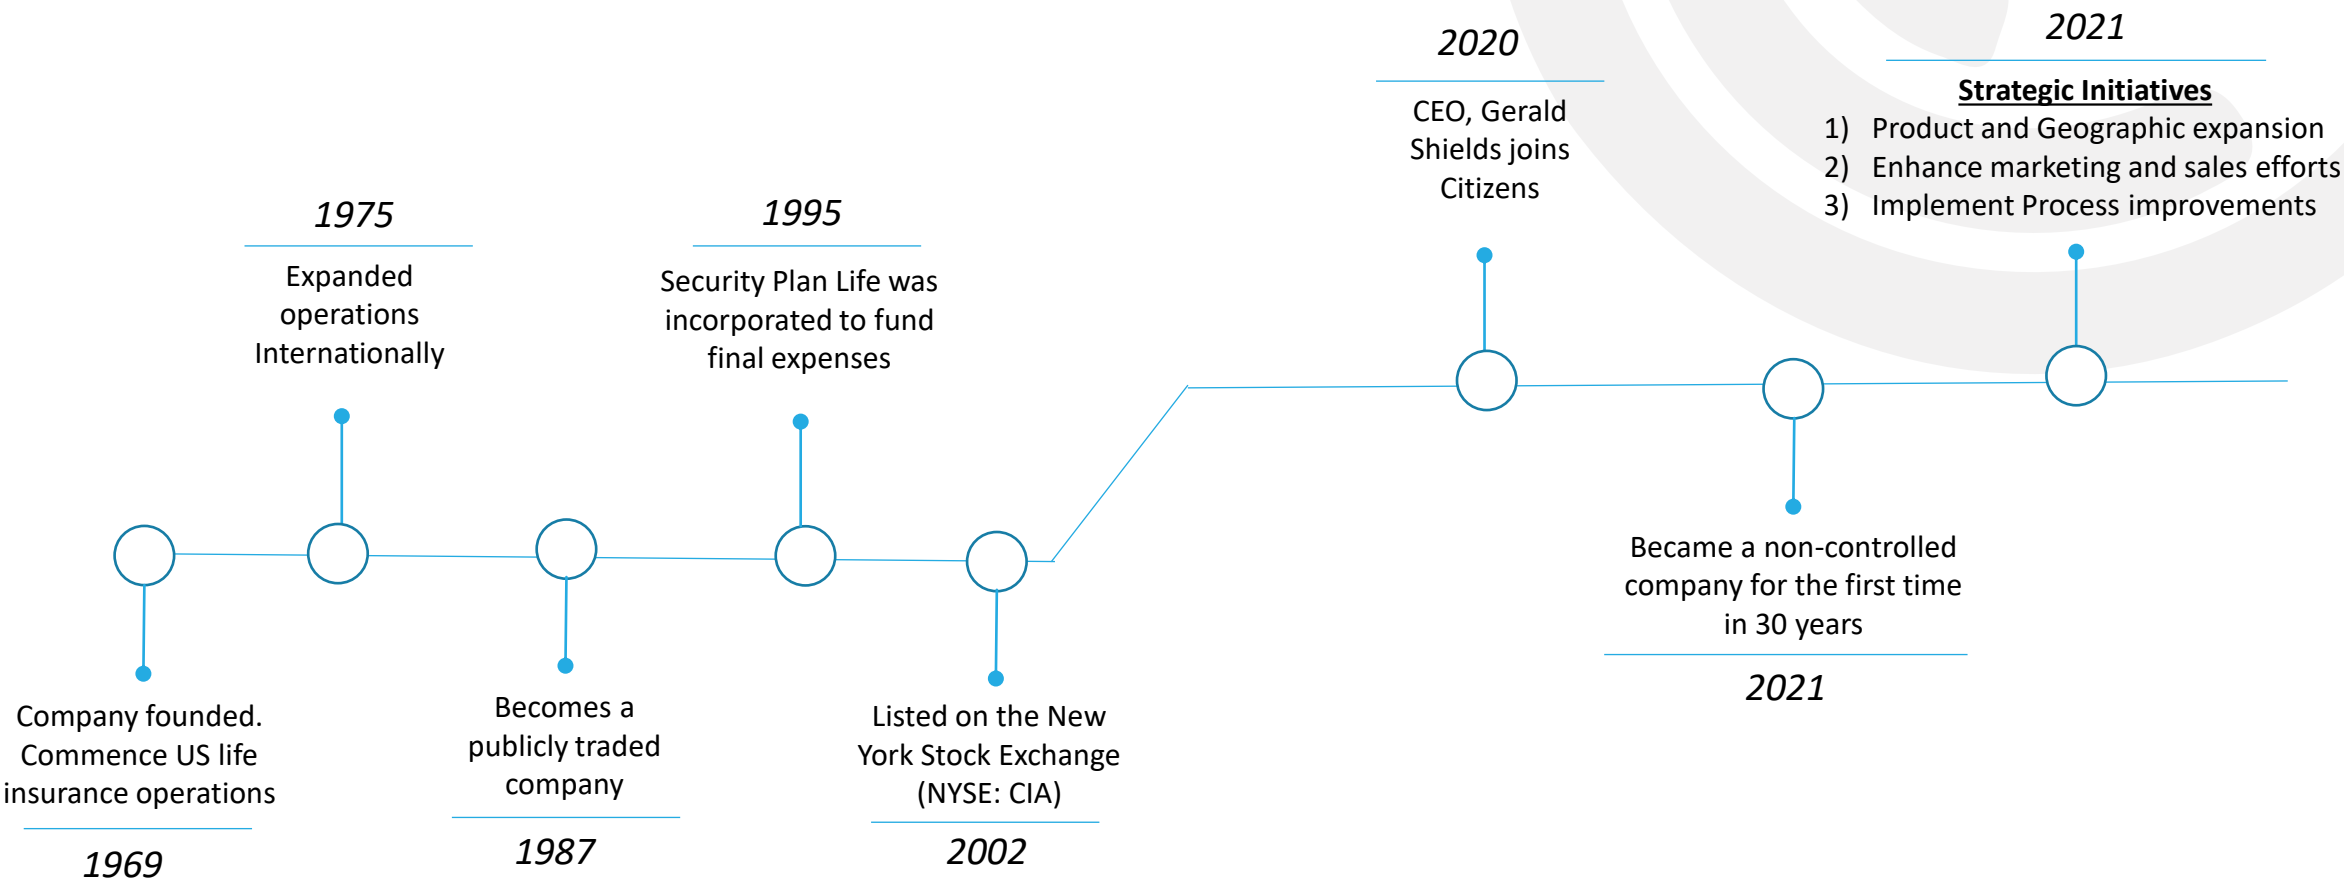 1969
Company founded.
Commence US life
insurance operations
1975
Expanded
operations
Internationally
Becomes a
publicly traded
company
1987
1995
Security Plan Life was
incorporated to fund
final expenses
Listed on the New
York Stock Exchange
(NYSE: CIA)
2002
2020
CEO, Gerald
Shields joins
Citizens
Became a non-controlled
company for the first time
in 30 years
2021
2021
Strategic Initiatives
1) Product and Geographic expansion
2) Enhance marketing and sales efforts
3) Implement Process improvements